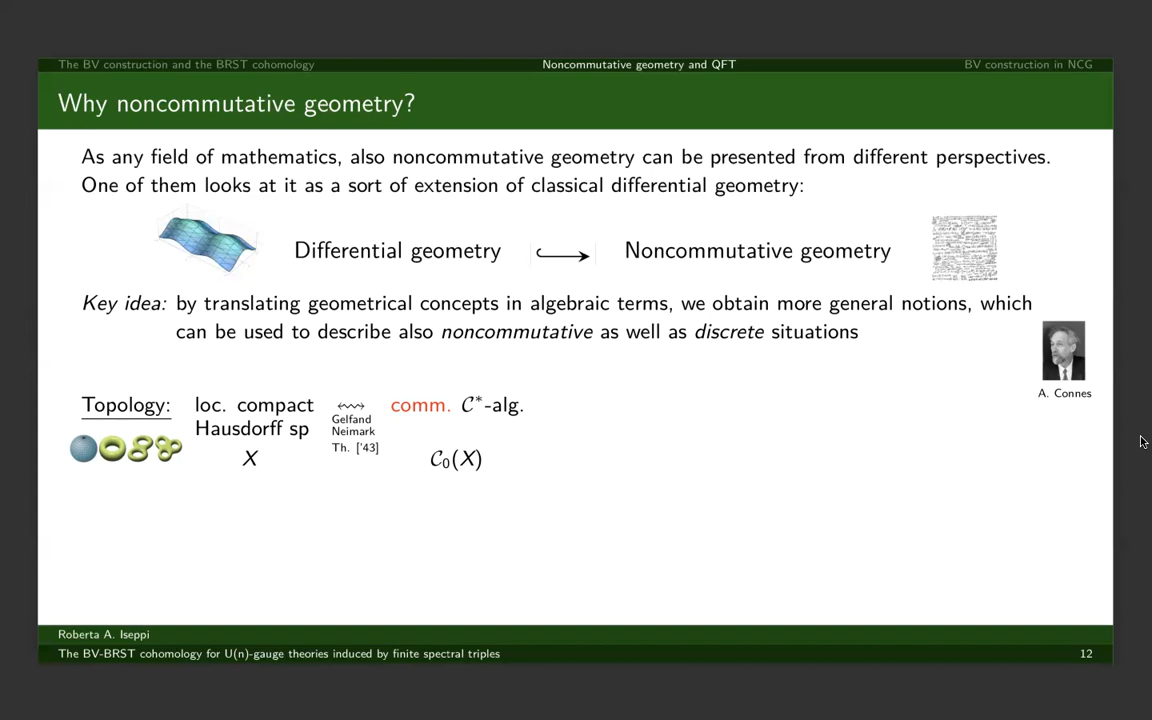 The BV construction and the BRST cohomology Noncommutative geometry and QFT BV construction in NCG
Why noncommutative geometry?
As any field of mathematics, also noncommutative geometry can be presented from different perspectives.
One of them looks at it as a sort of extension of classical differential geometry:
Differential geometry ↪ Noncommutative geometry
Key idea: by translating geometrical concepts in algebraic terms, we obtain more general notions, which
can be used to describe also noncommutative as well as discrete situations
A. Connes
Topology: loc. compact ↭ comm. C*-alg.
Hausdorff sp
Gelfand
Neimark
Th. ['43]
X C₀(X)
Roberta A. Iseppi
The BV-BRST cohomology for U(n)-gauge theories induced by finite spectral triples 12